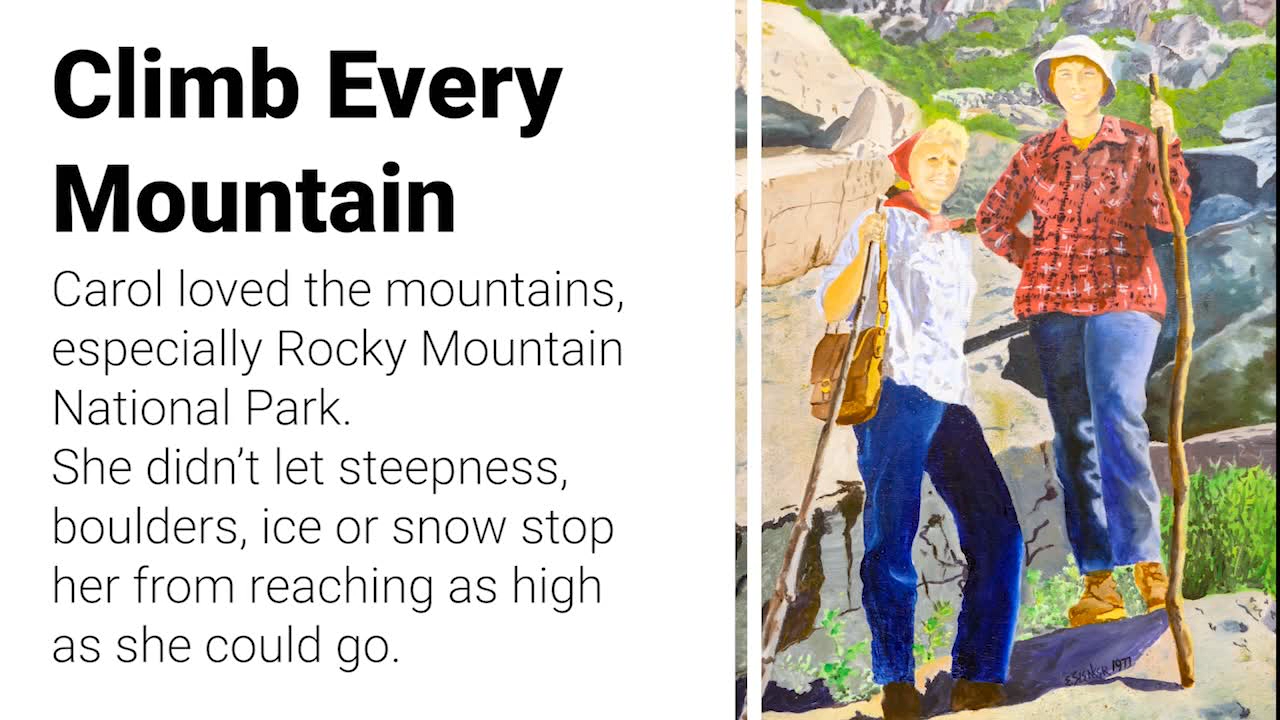 Climb Every
Mountain
Carol loved the mountains,
especially Rocky Mountain
National Park.
She didn’t let steepness,
boulders, ice or snow stop
her from reaching as high
as she could go.
1977